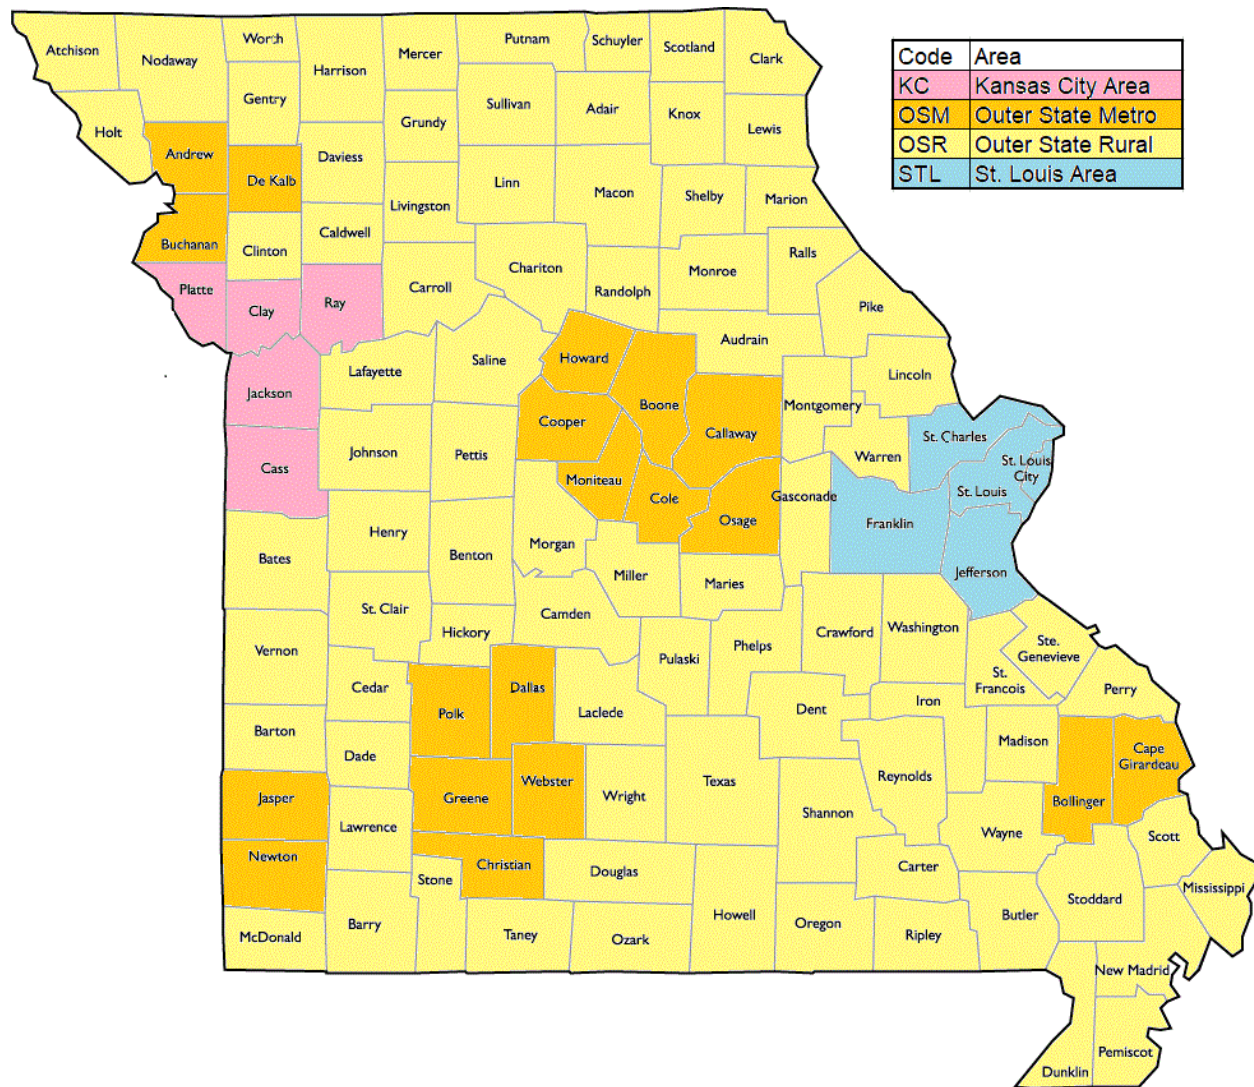 Code Area
KC Kansas City Area
OSM Outer State Metro
OSR Outer State Rural
STL St. Louis Area
Atchison
Nodaway
Worth
Harrison
Mercer
Putnam
Schuyler
Scotland
Clark
Gentry
Sullivan
Adair
Knox
Lewis
Holt
Grundy
Andrew
De Kalb
Daviess
Linn
Macon
Shelby
Marion
Livingston
Buchanan
Clinton
Caldwell
Chariton
Monroe
Ralls
Platte
Clay
Ray
Carroll
Randolph
Pike
Audrain
Howard
Saline
Lafayette
Lincoln
Jackson
Boone
Montgomery
Cooper
Callaway
St. Charles
Cass
Johnson
Pettis
Warren
St. Louis
City
Moniteau
Cole
Gasconade
St. Louis
Osage
Franklin
Henry
Morgan
Bates
Benton
Miller
Maries
Jefferson
St. Clair
Camden
Hickory
Crawford
Washington
Vernon
Pulaski
Phelps
Ste.
Genevieve
St.
Francois
Cedar
Dallas
Perry
Polk
Laclede
Dent
Iron
Barton
Dade
Madison
Cape
Girardeau
Webster
Texas
Reynolds
Jasper
Greene
Wright
Bollinger
Shannon
Lawrence
Wayne
Scott
Newton
Christian
Douglas
Carter
Stone
Mississippi
Stoddard
Howell
Butler
Barry
Oregon
McDonald
Taney
Ozark
Ripley
New Madrid
Pemiscot
Dunklin